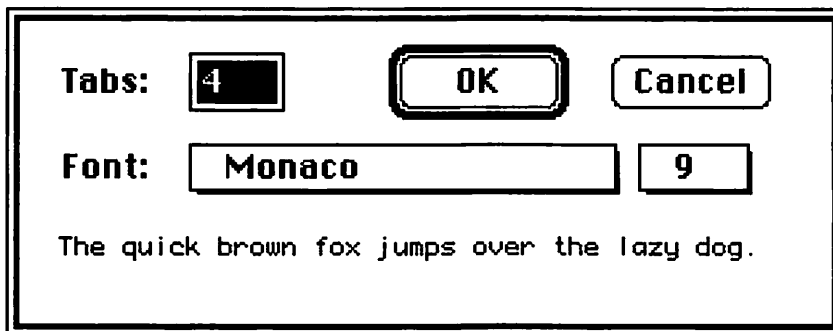 Tabs: 4 OK Cancel
Font: Monaco 9
The quick brown fox jumps over the lazy dog.